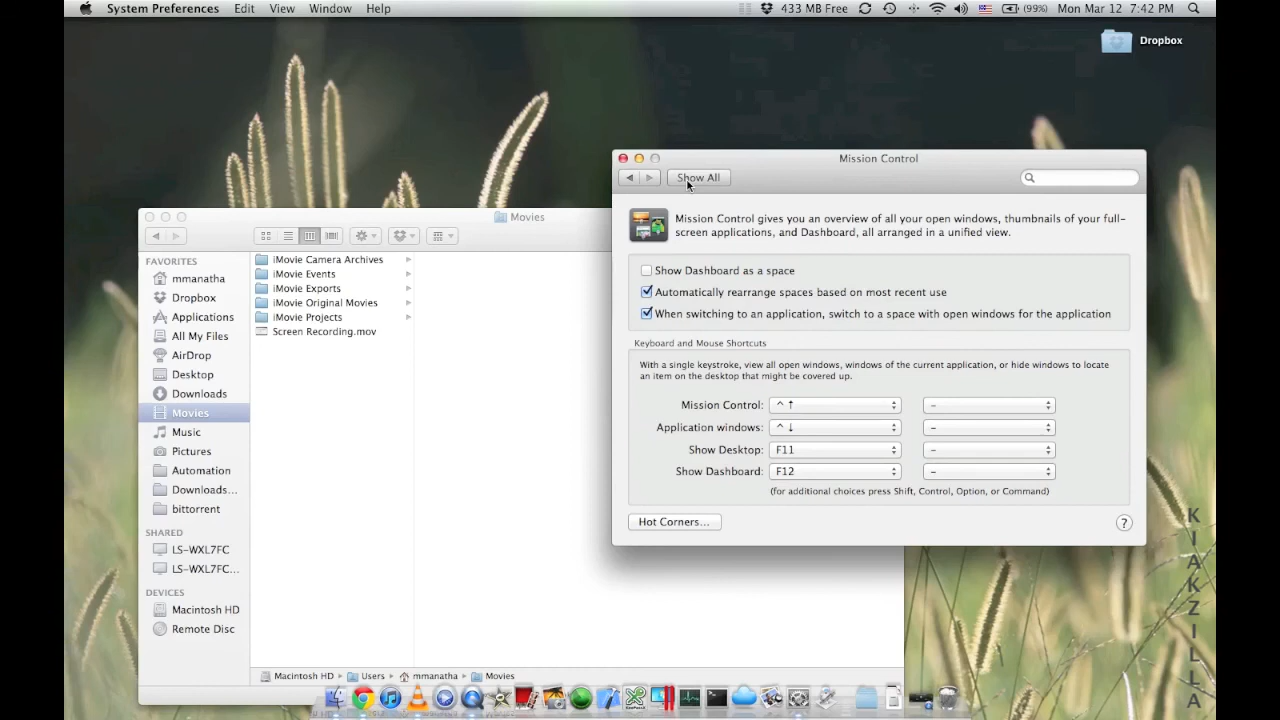 System Preferences Edit View Window Help 433 MB Free (99%) Mon Mar 12 7:42 PM
Dropbox
Mission Control
Show All
Mission Control gives you an overview of all your open windows, thumbnails of your full-
screen applications, and Dashboard, all arranged in a unified view.
Show Dashboard as a space
Automatically rearrange spaces based on most recent use
When switching to an application, switch to a space with open windows for the application
Keyboard and Mouse Shortcuts
With a single keystroke, view all open windows, windows of the current application, or hide windows to locate
an item on the desktop that might be covered up.
Mission Control: ^ ↑ –
Application windows: ^ ↓ –
Show Desktop: F11 –
Show Dashboard: F12 –
(for additional choices press Shift, Control, Option, or Command)
Hot Corners... ?
Movies
FAVORITES
mmanatha
Dropbox
Applications
All My Files
AirDrop
Desktop
Downloads
Movies
Music
Pictures
Automation
Downloads...
bittorrent
SHARED
LS-WXL7FC
LS-WXL7FC...
DEVICES
Macintosh HD
Remote Disc
iMovie Camera Archives
iMovie Events
iMovie Exports
iMovie Original Movies
iMovie Projects
Screen Recording.mov
Macintosh HD Users mmanatha Movies
KIAKZILLA